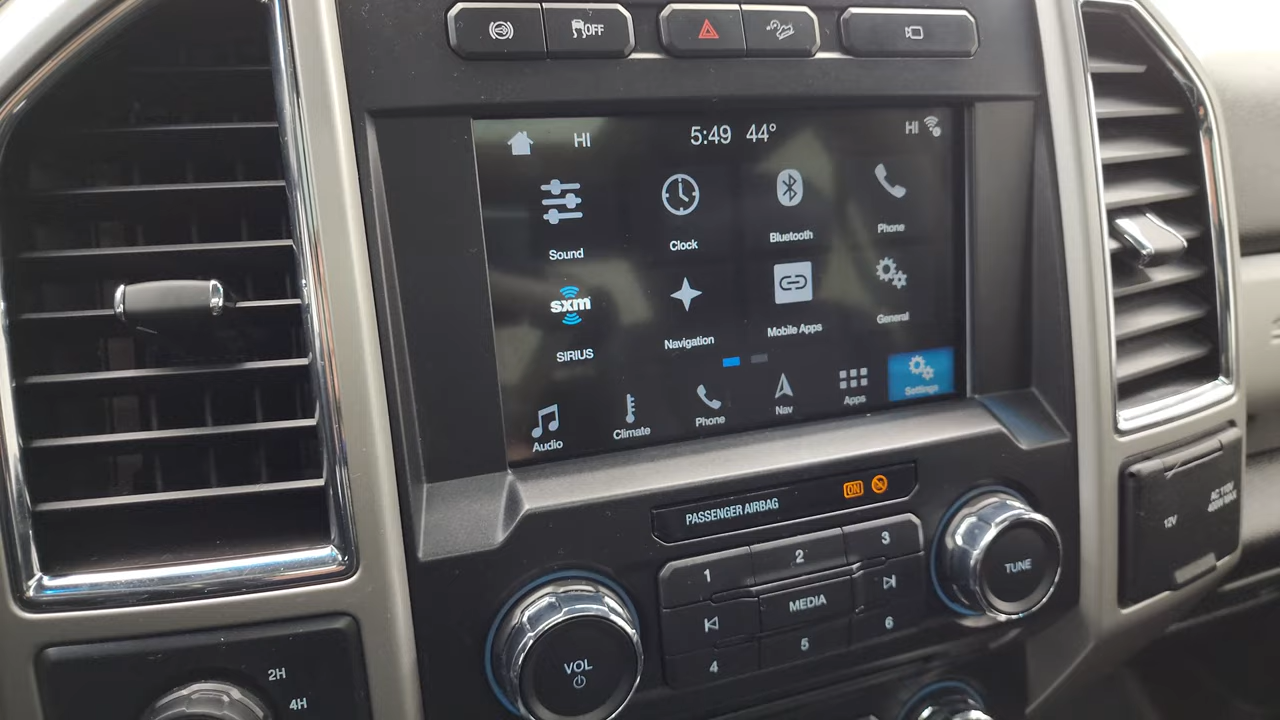 OFF
HI 5:49 44° HI
Sound Clock Bluetooth Phone
sxm
SIRIUS Navigation Mobile Apps General
Audio Climate Phone Nav Apps Settings
PASSENGER AIRBAG ON
1 2 3
MEDIA
4 5 6
VOL
TUNE
12V
AC 110V
400W MAX
2H
4H